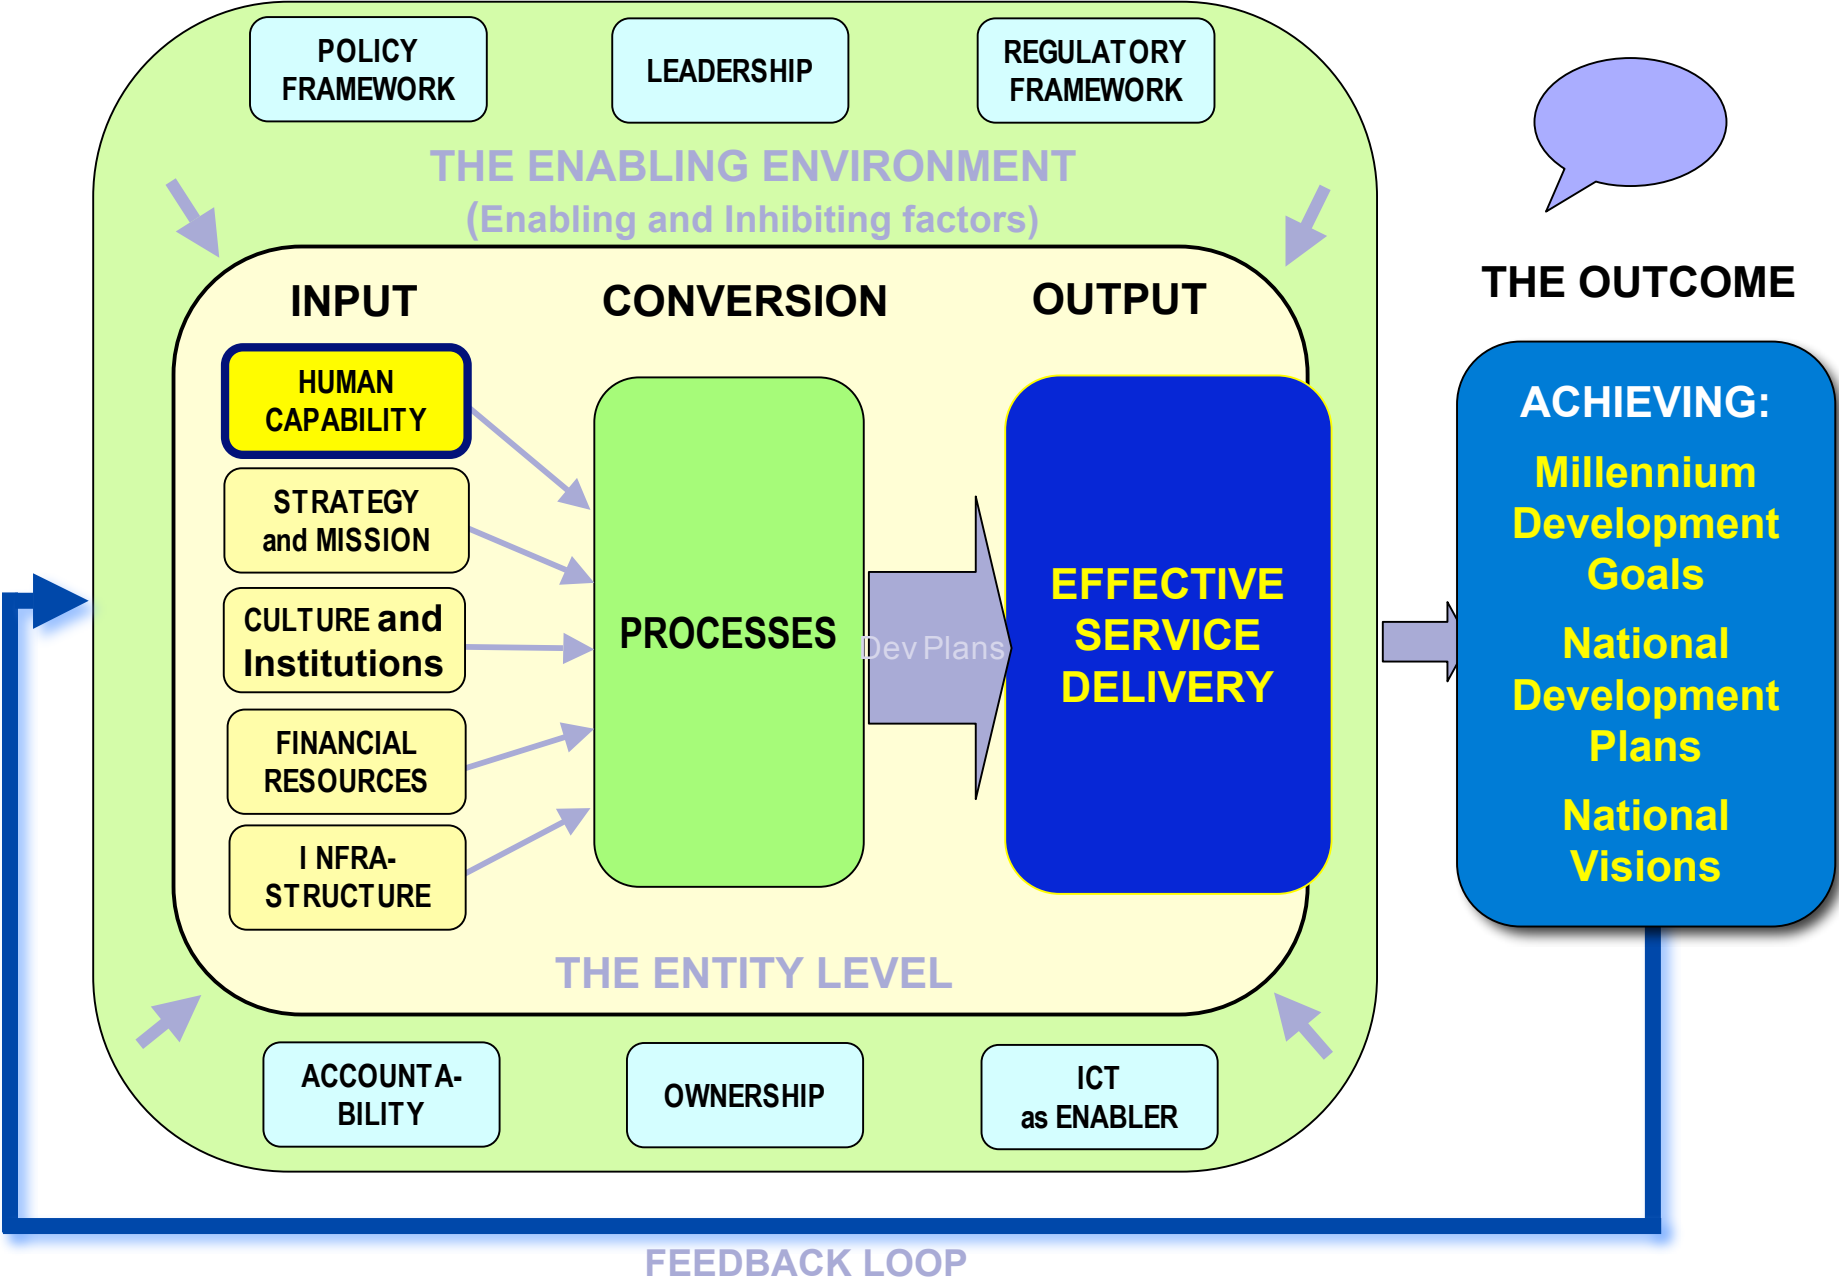 POLICY
FRAMEWORK
LEADERSHIP
REGULATORY
FRAMEWORK
THE ENABLING ENVIRONMENT
(Enabling and Inhibiting factors)
INPUT
CONVERSION
OUTPUT
THE OUTCOME
HUMAN
CAPABILITY
STRATEGY
and MISSION
CULTURE and
Institutions
FINANCIAL
RESOURCES
I NFRA-
STRUCTURE
PROCESSES
Dev Plans
EFFECTIVE
SERVICE
DELIVERY
ACHIEVING:
Millennium
Development
Goals
National
Development
Plans
National
Visions
THE ENTITY LEVEL
ACCOUNTA-
BILITY
OWNERSHIP
ICT
as ENABLER
FEEDBACK LOOP